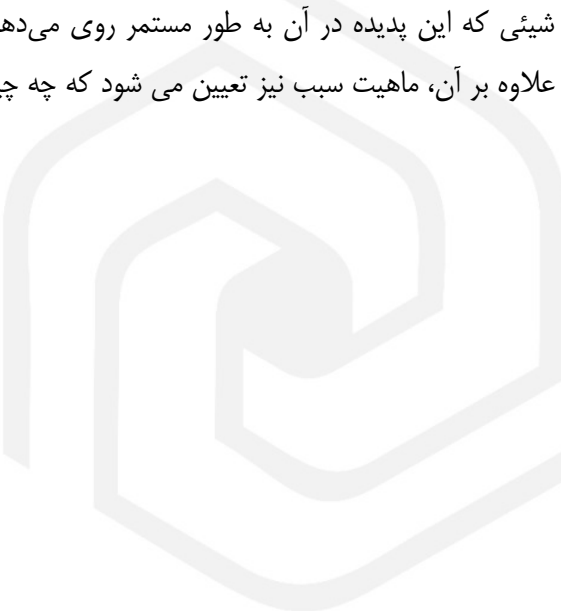 شیئی که این پدیده در آن به طور مستمر روی می‌ده
علاوه بر آن، ماهیت سبب نیز تعیین می شود که چه چی